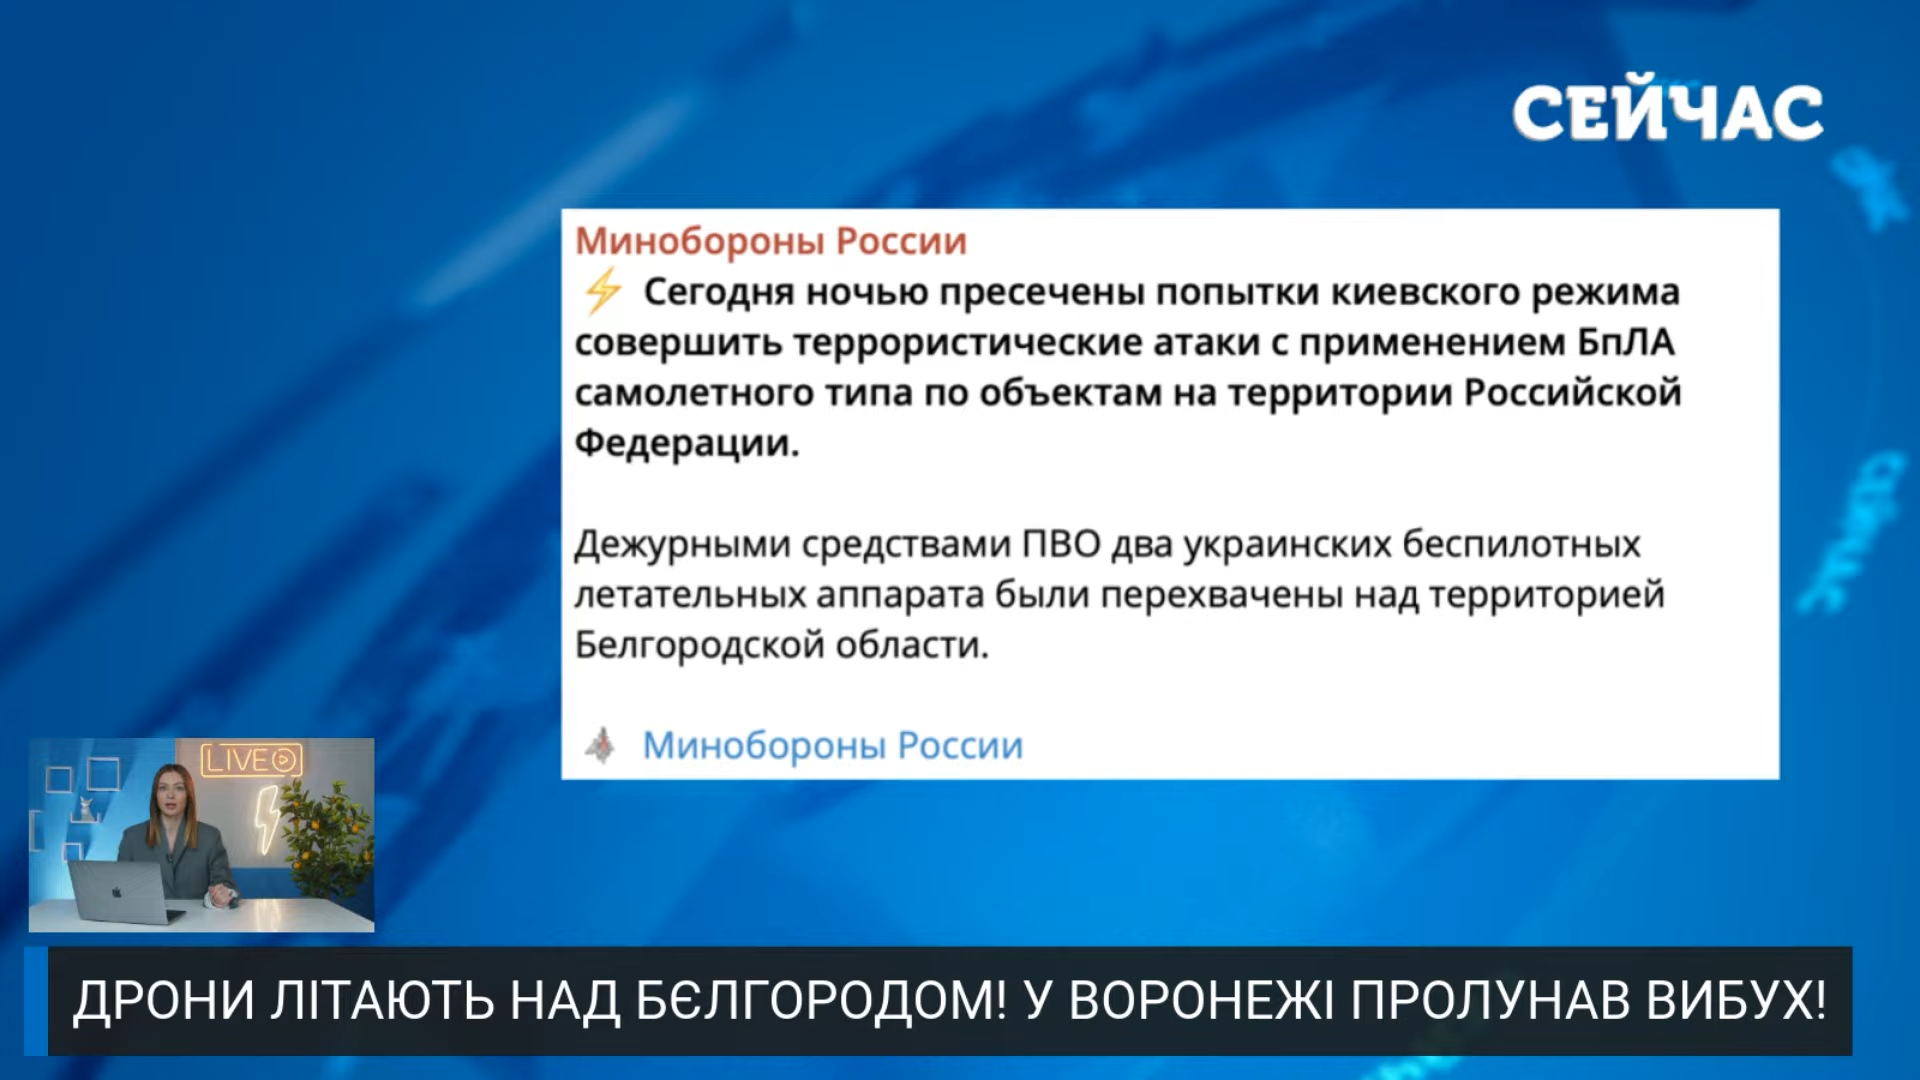 СЕЙЧАС
Минобороны России
⚡ Сегодня ночью пресечены попытки киевского режима
совершить террористические атаки с применением БпЛА
самолетного типа по объектам на территории Российской
Федерации.
Дежурными средствами ПВО два украинских беспилотных
летательных аппарата были перехвачены над территорией
Белгородской области.
Минобороны России
LIVE
ДРОНИ ЛІТАЮТЬ НАД БЄЛГОРОДОМ! У ВОРОНЕЖІ ПРОЛУНАВ ВИБУХ!